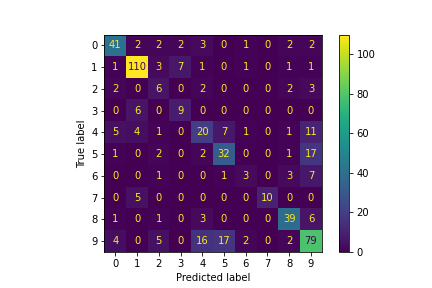 0 41 2 2 2 3 0 1 0 2 2
1 1 110 3 7 1 0 1 0 1 1
2 2 0 6 0 2 0 0 0 2 3
3 0 6 0 9 0 0 0 0 0 0
4 5 4 1 0 20 7 1 0 1 11
5 1 0 2 0 2 32 0 0 1 17
6 0 0 1 0 0 1 3 0 3 7
7 0 5 0 0 0 0 0 10 0 0
8 1 0 1 0 3 0 0 0 39 6
9 4 0 5 0 16 17 2 0 2 79
0 1 2 3 4 5 6 7 8 9
Predicted label
True label
100
80
60
40
20
0